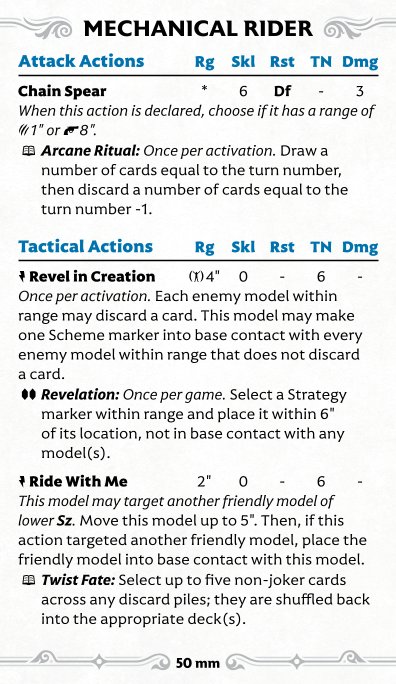 MECHANICAL RIDER
Attack Actions Rg Skl Rst TN Dmg
Chain Spear * 6 Df - 3
When this action is declared, choose if it has a range of
1" or 8".
Arcane Ritual: Once per activation. Draw a
number of cards equal to the turn number,
then discard a number of cards equal to the
turn number -1.
Tactical Actions Rg Skl Rst TN Dmg
Revel in Creation 4" 0 - 6 -
Once per activation. Each enemy model within
range may discard a card. This model may make
one Scheme marker into base contact with every
enemy model within range that does not discard
a card.
Revelation: Once per game. Select a Strategy
marker within range and place it within 6"
of its location, not in base contact with any
model(s).
Ride With Me 2" 0 - 6 -
This model may target another friendly model of
lower Sz. Move this model up to 5". Then, if this
action targeted another friendly model, place the
friendly model into base contact with this model.
Twist Fate: Select up to five non-joker cards
across any discard piles; they are shuffled back
into the appropriate deck(s).
50 mm